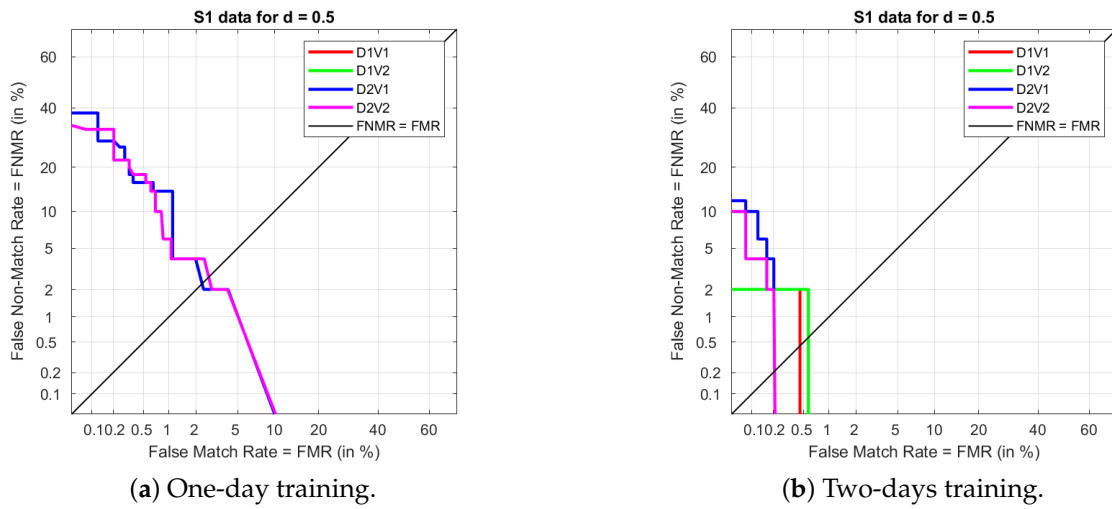 S1 data for d = 0.5
False Non-Match Rate = FNMR (in %)
60
40
20
10
5
2
1
0.5
0.2
0.1
D1V1
D1V2
D2V1
D2V2
FNMR = FMR
0.1 0.2 0.5 1 2 5 10 20 40 60
False Match Rate = FMR (in %)
(a) One-day training.
S1 data for d = 0.5
False Non-Match Rate = FNMR (in %)
60
40
20
10
5
2
1
0.5
0.2
0.1
D1V1
D1V2
D2V1
D2V2
FNMR = FMR
0.1 0.2 0.5 1 2 5 10 20 40 60
False Match Rate = FMR (in %)
(b) Two-days training.